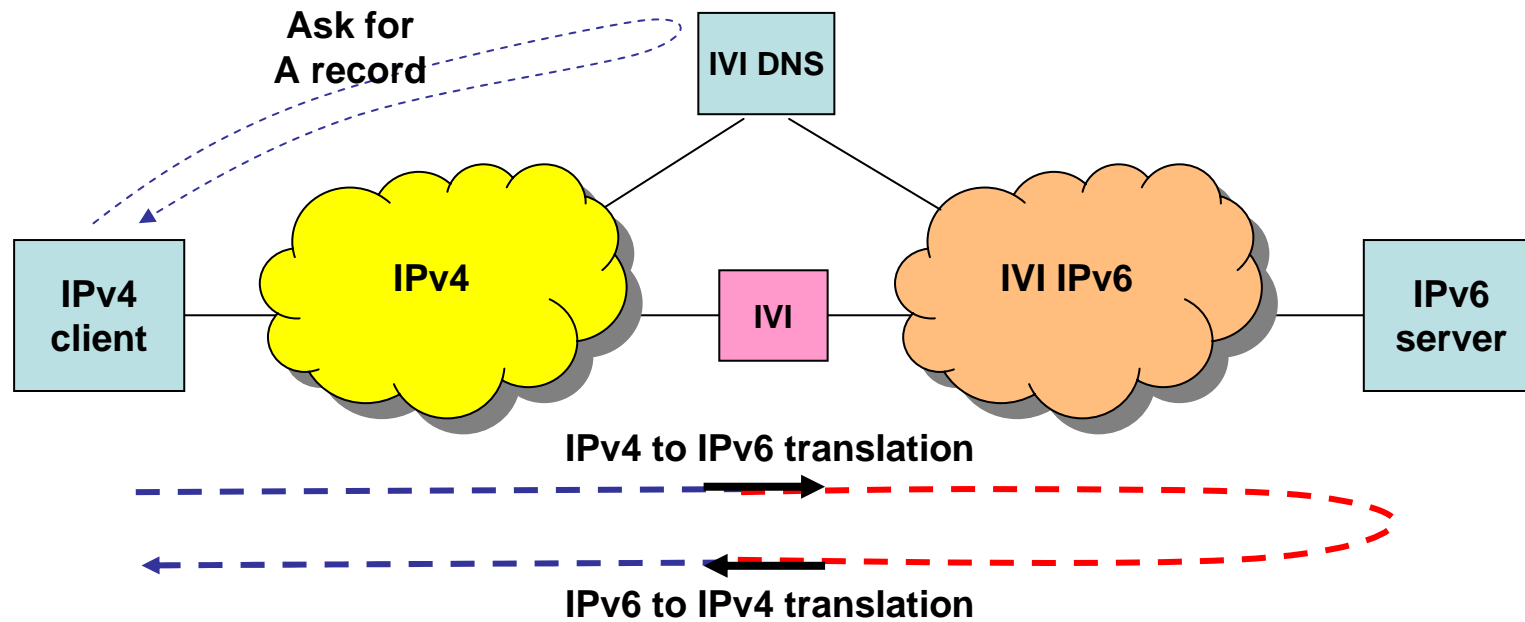 Ask for
A record
IVI DNS
IPv4
client
IPv4
IVI
IVI IPv6
IPv6
server
IPv4 to IPv6 translation
IPv6 to IPv4 translation